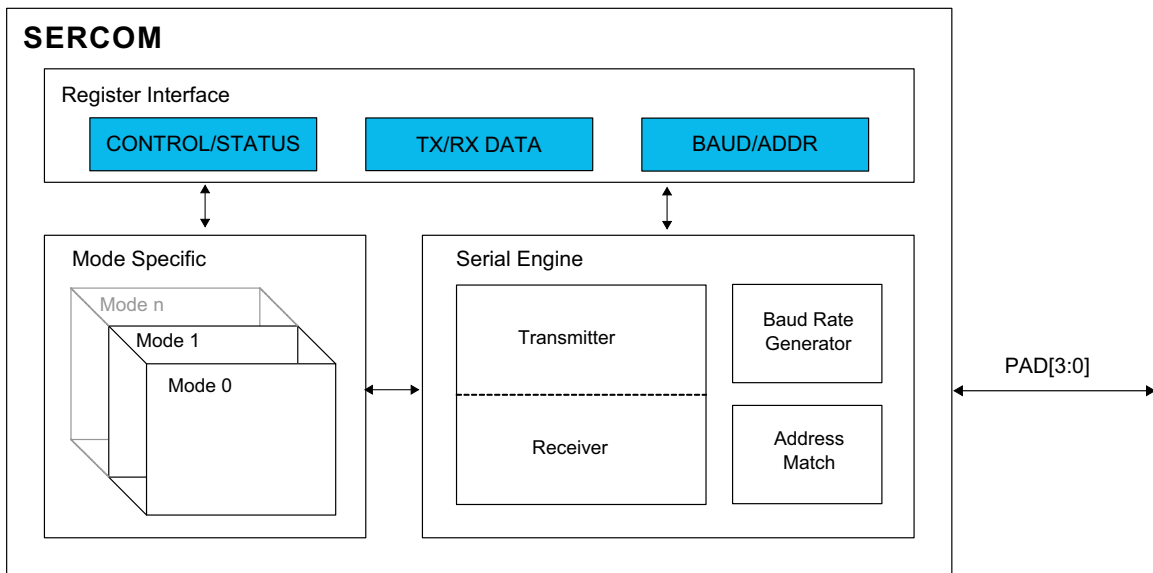 SERCOM
Register Interface
CONTROL/STATUS
TX/RX DATA
BAUD/ADDR
Mode Specific
Mode n
Mode 1
Mode 0
Serial Engine
Transmitter
Receiver
Baud Rate
Generator
Address
Match
PAD[3:0]